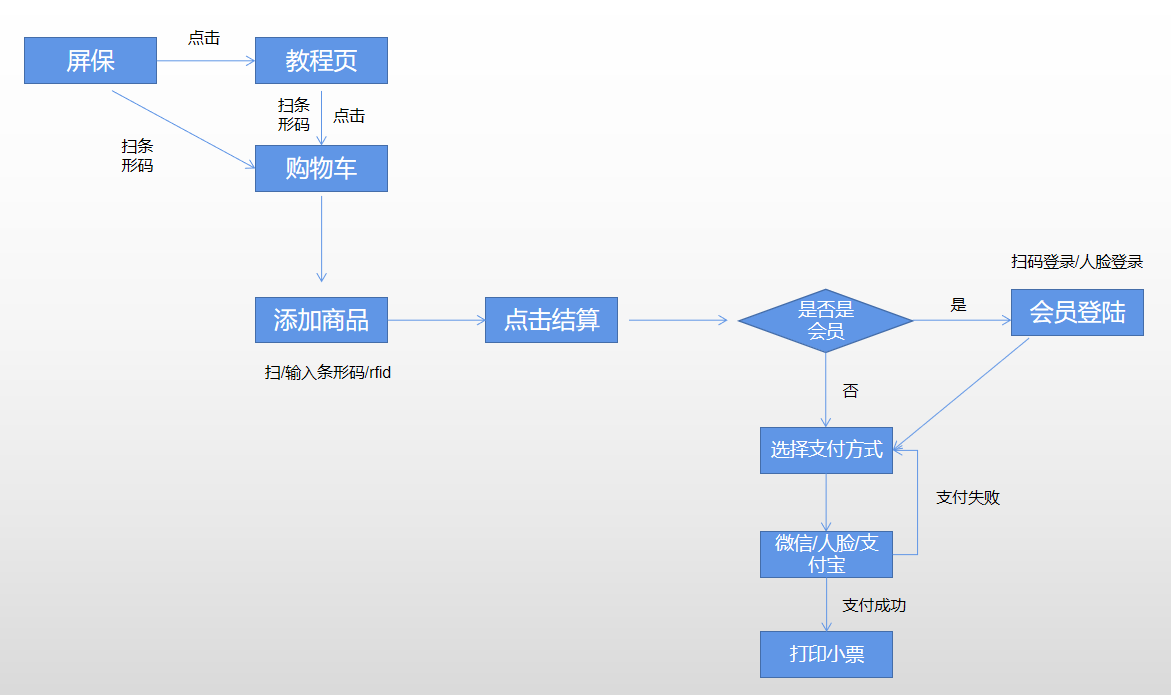 点击
屏保
教程页
扫条
形码
点击
扫条
形码
购物车
扫码登录/人脸登录
添加商品
点击结算
是否是
会员
是
会员登陆
扫/输入条形码/rfid
否
选择支付方式
支付失败
微信/人脸/支
付宝
支付成功
打印小票